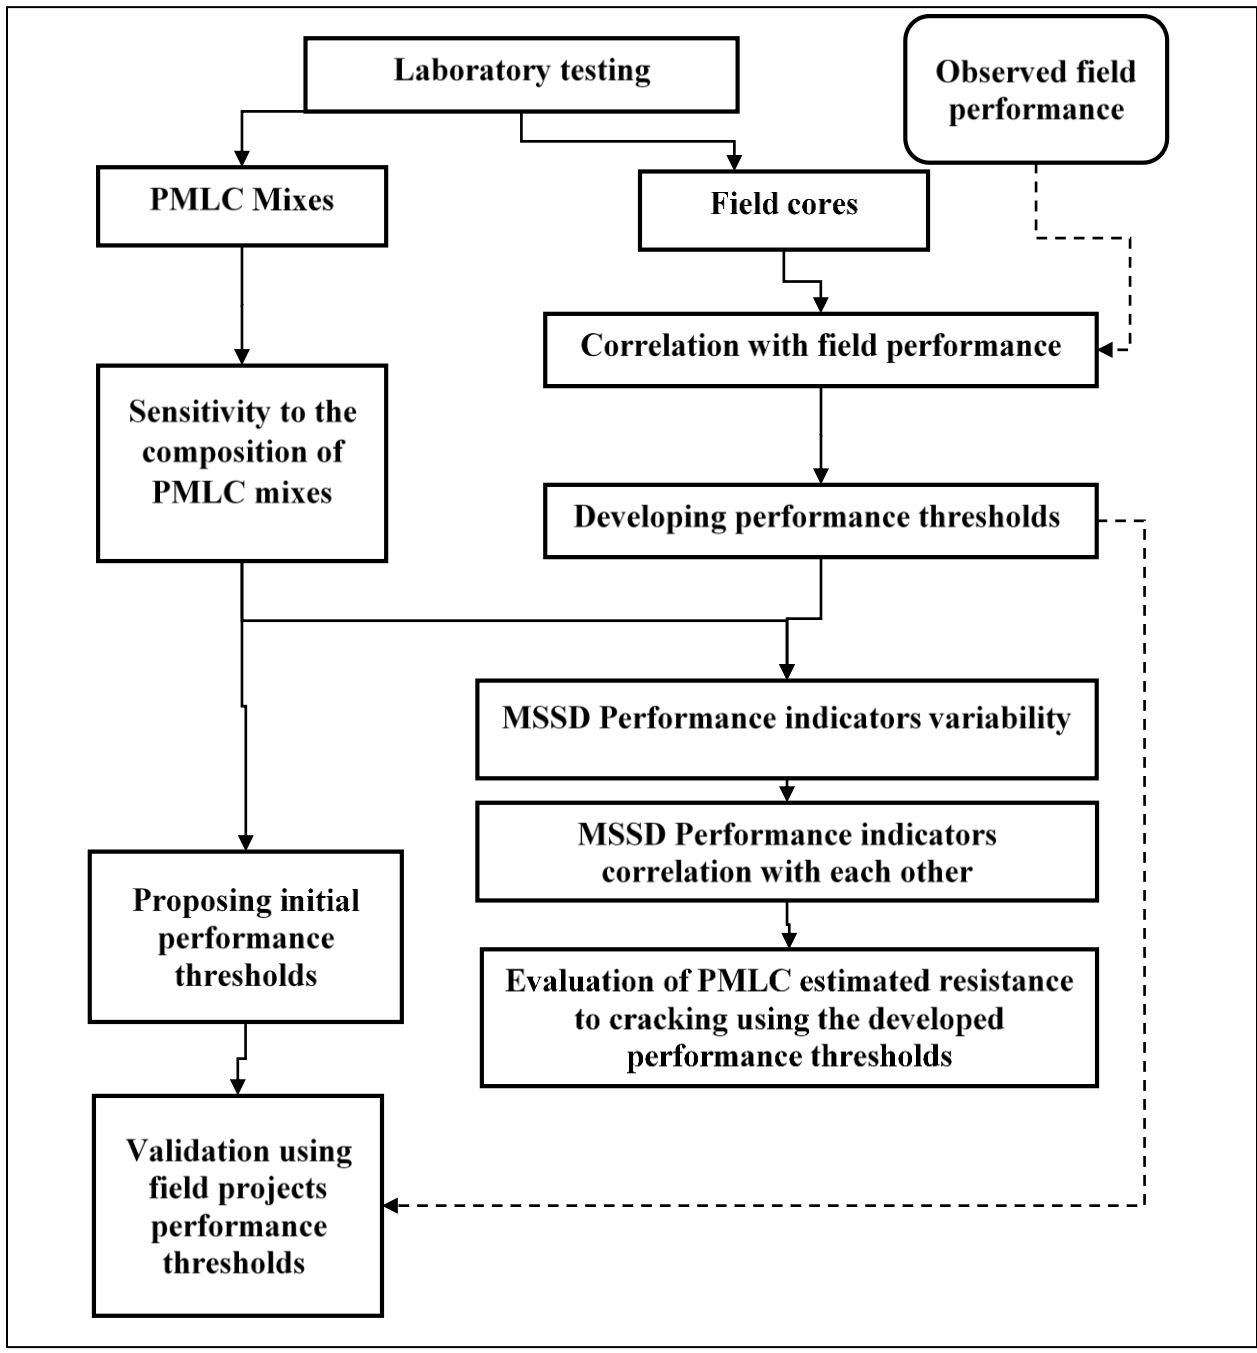 Laboratory testing
Observed field
performance
PMLC Mixes
Field cores
Correlation with field performance
Sensitivity to the
composition of
PMLC mixes
Developing performance thresholds
MSSD Performance indicators variability
MSSD Performance indicators
correlation with each other
Proposing initial
performance
thresholds
Evaluation of PMLC estimated resistance
to cracking using the developed
performance thresholds
Validation using
field projects
performance
thresholds